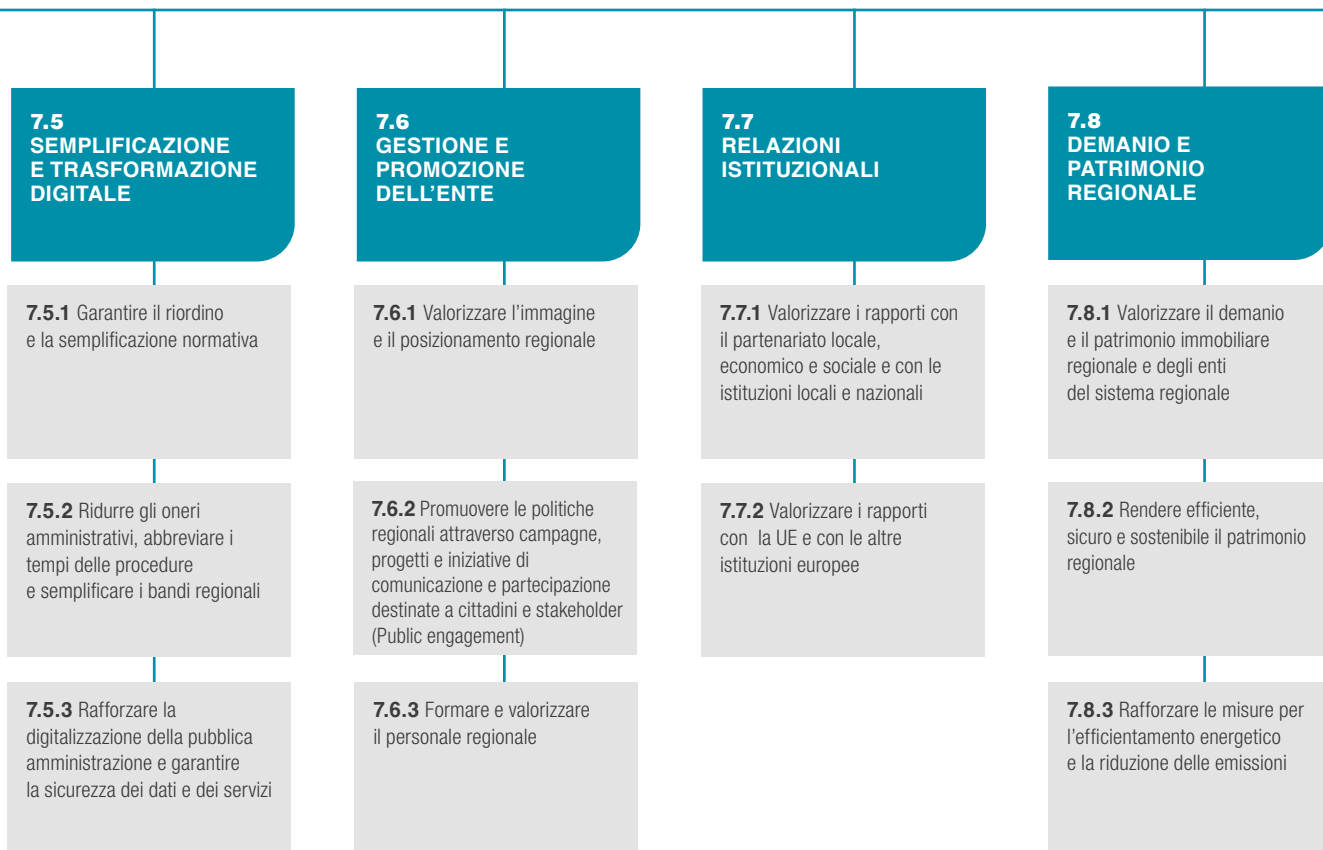 7.5
SEMPLIFICAZIONE
E TRASFORMAZIONE
DIGITALE
7.5.1 Garantire il riordino
e la semplificazione normativa
7.5.2 Ridurre gli oneri
amministrativi, abbreviare i
tempi delle procedure
e semplificare i bandi regionali
7.5.3 Rafforzare la
digitalizzazione della pubblica
amministrazione e garantire
la sicurezza dei dati e dei servizi
7.6
GESTIONE E
PROMOZIONE
DELL'ENTE
7.6.1 Valorizzare l'immagine
e il posizionamento regionale
7.6.2 Promuovere le politiche
regionali attraverso campagne,
progetti e iniziative di
comunicazione e partecipazione
destinate a cittadini e stakeholder
(Public engagement)
7.6.3 Formare e valorizzare
il personale regionale
7.7
RELAZIONI
ISTITUZIONALI
7.7.1 Valorizzare i rapporti con
il partenariato locale,
economico e sociale e con le
istituzioni locali e nazionali
7.7.2 Valorizzare i rapporti
con  la UE e con le altre
istituzioni europee
7.8
DEMANIO E
PATRIMONIO
REGIONALE
7.8.1 Valorizzare il demanio
e il patrimonio immobiliare
regionale e degli enti
del sistema regionale
7.8.2 Rendere efficiente,
sicuro e sostenibile il patrimonio
regionale
7.8.3 Rafforzare le misure per
l'efficientamento energetico
e la riduzione delle emissioni